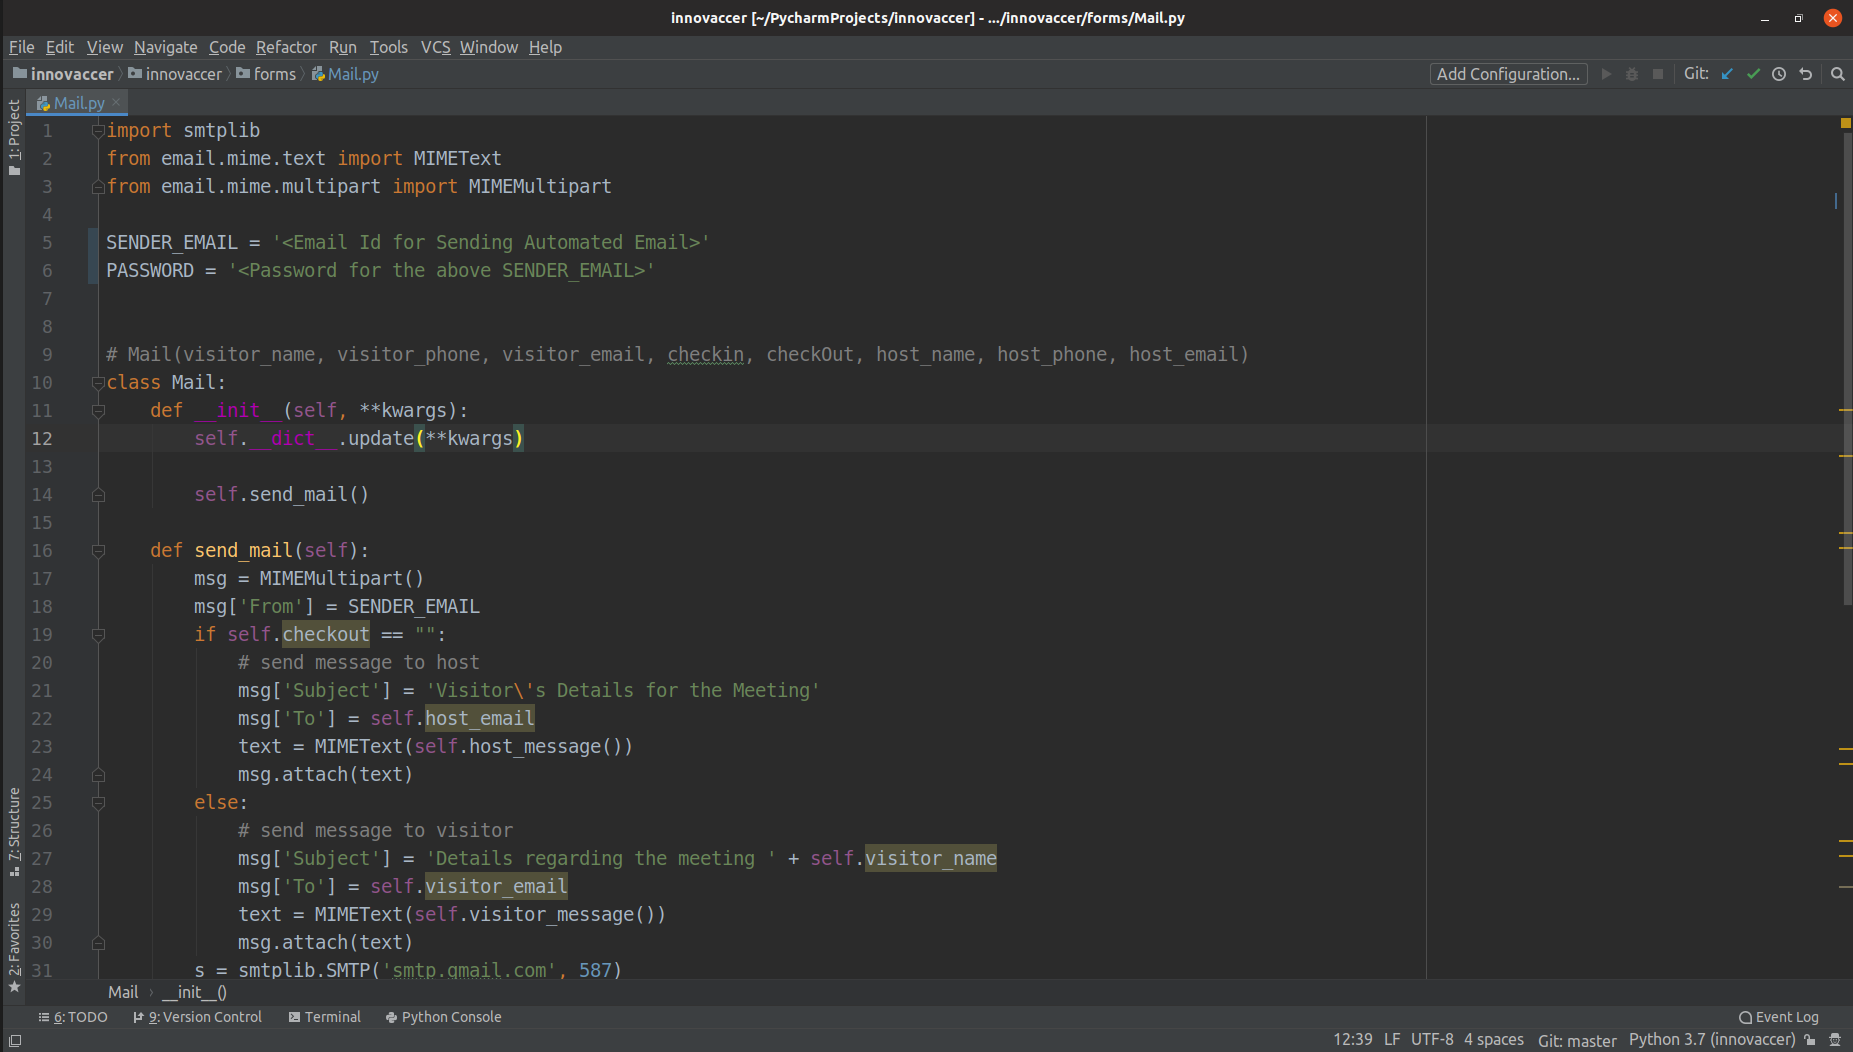 innovaccer [~/PycharmProjects/innovaccer] - .../innovaccer/forms/Mail.py
File Edit View Navigate Code Refactor Run Tools VCS Window Help
innovaccer innovaccer forms Mail.py Add Configuration... Git:
1: Project
Mail.py
1 import smtplib
2 from email.mime.text import MIMEText
3 from email.mime.multipart import MIMEMultipart
4
5 SENDER_EMAIL = '<Email Id for Sending Automated Email>'
6 PASSWORD = '<Password for the above SENDER_EMAIL>'
7
8
9 # Mail(visitor_name, visitor_phone, visitor_email, checkin, checkOut, host_name, host_phone, host_email)
10 class Mail:
11     def __init__(self, **kwargs):
12         self.__dict__.update(**kwargs)
13
14         self.send_mail()
15
16     def send_mail(self):
17         msg = MIMEMultipart()
18         msg['From'] = SENDER_EMAIL
19         if self.checkout == "":
20             # send message to host
21             msg['Subject'] = 'Visitor\'s Details for the Meeting'
22             msg['To'] = self.host_email
23             text = MIMEText(self.host_message())
24             msg.attach(text)
25         else:
26             # send message to visitor
27             msg['Subject'] = 'Details regarding the meeting ' + self.visitor_name
28             msg['To'] = self.visitor_email
29             text = MIMEText(self.visitor_message())
30             msg.attach(text)
31         s = smtplib.SMTP('smtp.gmail.com', 587)
7: Structure
2: Favorites
Mail › __init__()
6: TODO 9: Version Control Terminal Python Console Event Log
12:39 LF UTF-8 4 spaces Git: master Python 3.7 (innovaccer)